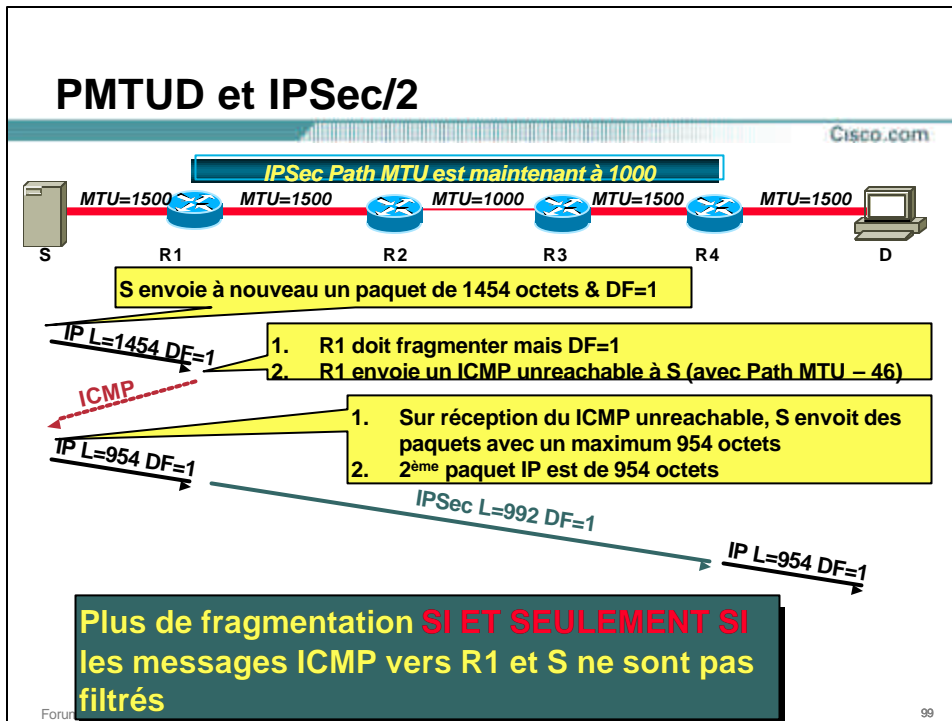 PMTUD et IPSec/2
Cisco.com
IPSec Path MTU est maintenant à 1000
MTU=1500 MTU=1500 MTU=1000 MTU=1500 MTU=1500
S R1 R2 R3 R4 D
S envoie à nouveau un paquet de 1454 octets & DF=1
IP L=1454 DF=1
1. R1 doit fragmenter mais DF=1
2. R1 envoie un ICMP unreachable à S (avec Path MTU – 46)
ICMP
1. Sur réception du ICMP unreachable, S envoit des
paquets avec un maximum 954 octets
2. 2ème paquet IP est de 954 octets
IP L=954 DF=1
IPSec L=992 DF=1
IP L=954 DF=1
Plus de fragmentation SI ET SEULEMENT SI
les messages ICMP vers R1 et S ne sont pas
filtrés
99